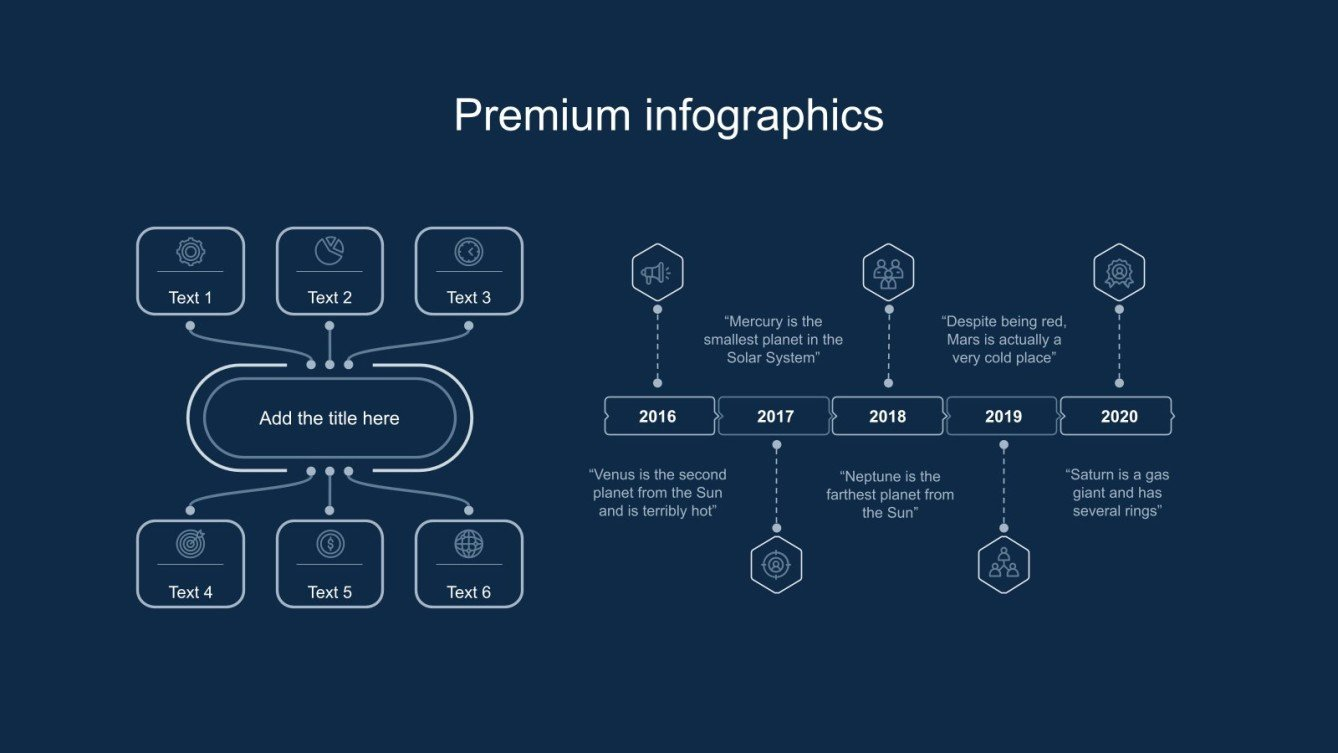 Premium infographics
Text 1
Text 2
Text 3
Add the title here
Text 4
Text 5
Text 6
“Mercury is the
smallest planet in the
Solar System”
“Despite being red,
Mars is actually a
very cold place”
2016
2017
2018
2019
2020
“Venus is the second
planet from the Sun
and is terribly hot”
“Neptune is the
farthest planet from
the Sun”
“Saturn is a gas
giant and has
several rings”